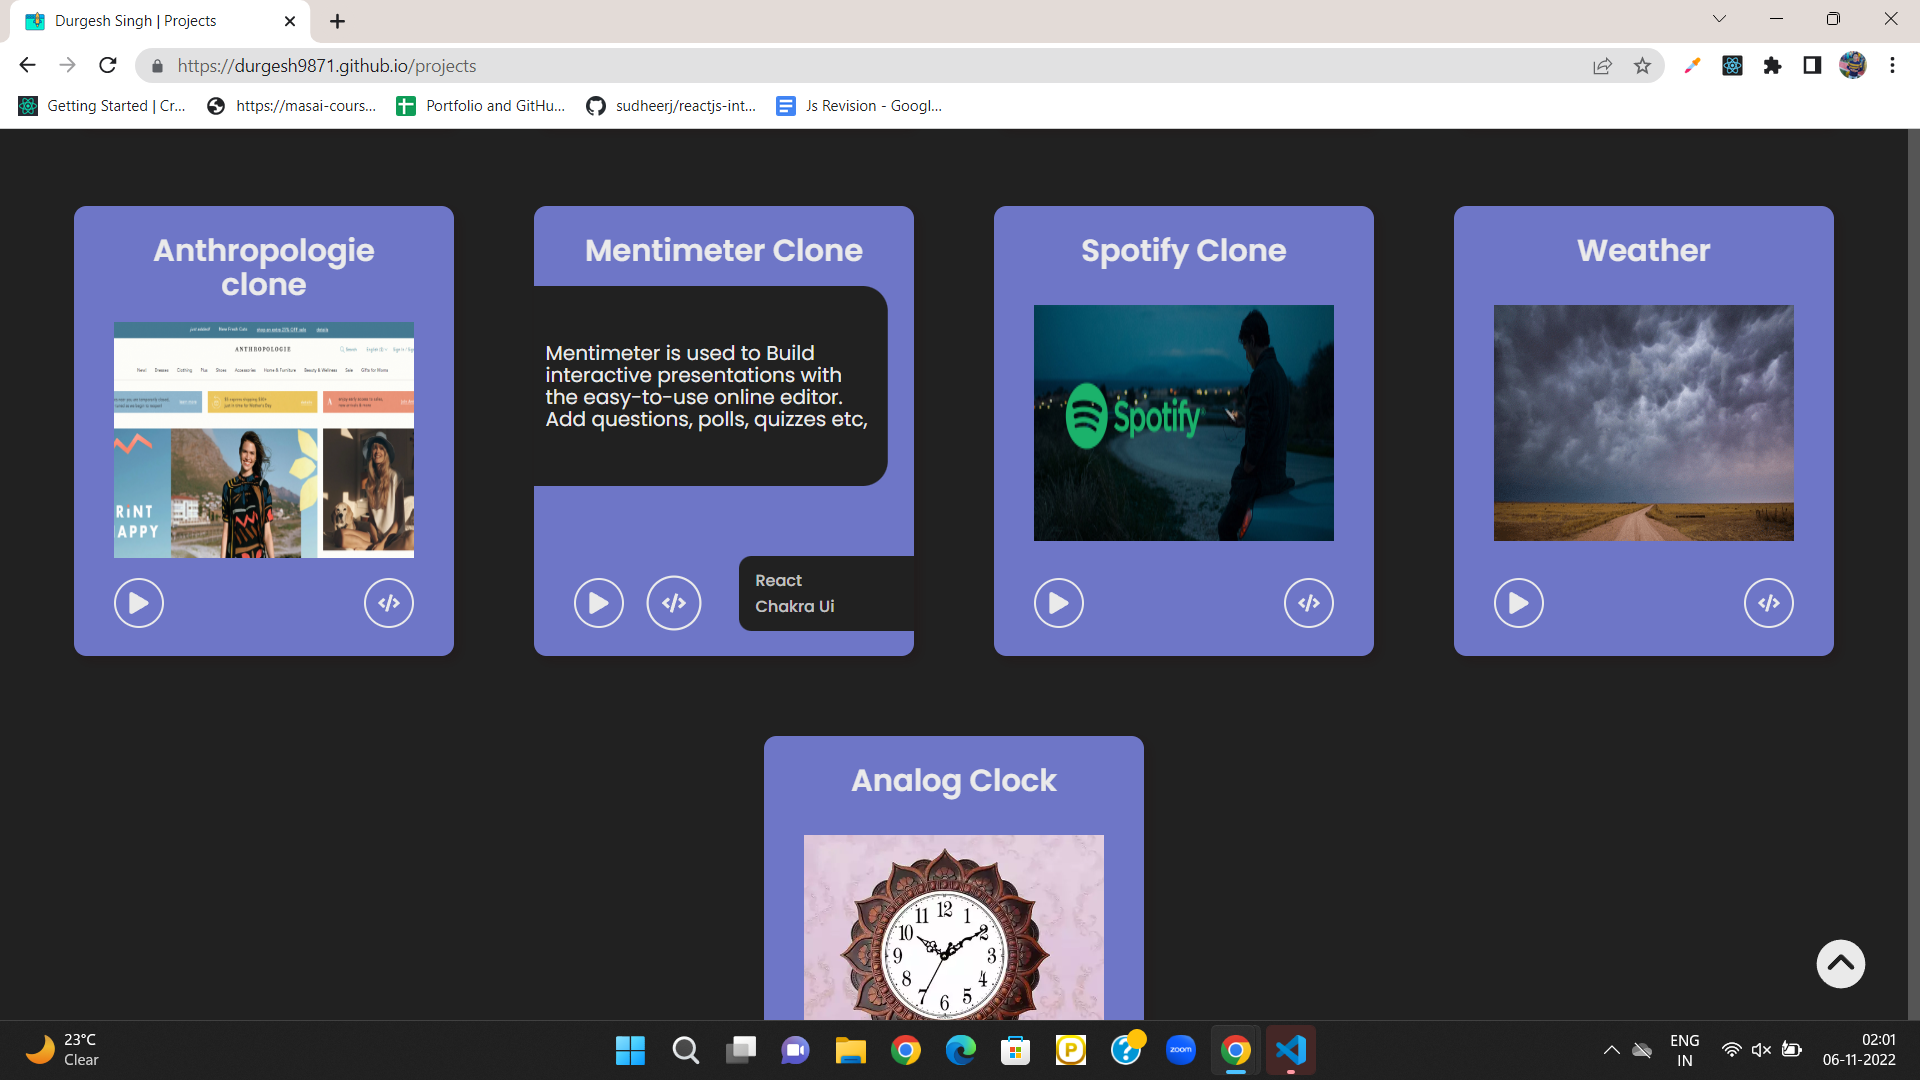 Durgesh Singh | Projects
https://durgesh9871.github.io/projects
Getting Started | Cr...
https://masai-cours...
Portfolio and GitHu...
sudheerj/reactjs-int...
Js Revision - Googl...
Anthropologie
clone
ANTHROPOLOGIE
PRINT
HAPPY
Mentimeter Clone
Mentimeter is used to Build
interactive presentations with
the easy-to-use online editor.
Add questions, polls, quizzes etc,
React
Chakra Ui
Spotify Clone
Spotify
Weather
Analog Clock
12
11 1
10 2
9 3
8 4
7 5
6
23°C
Clear
zoom
ENG
IN
02:01
06-11-2022